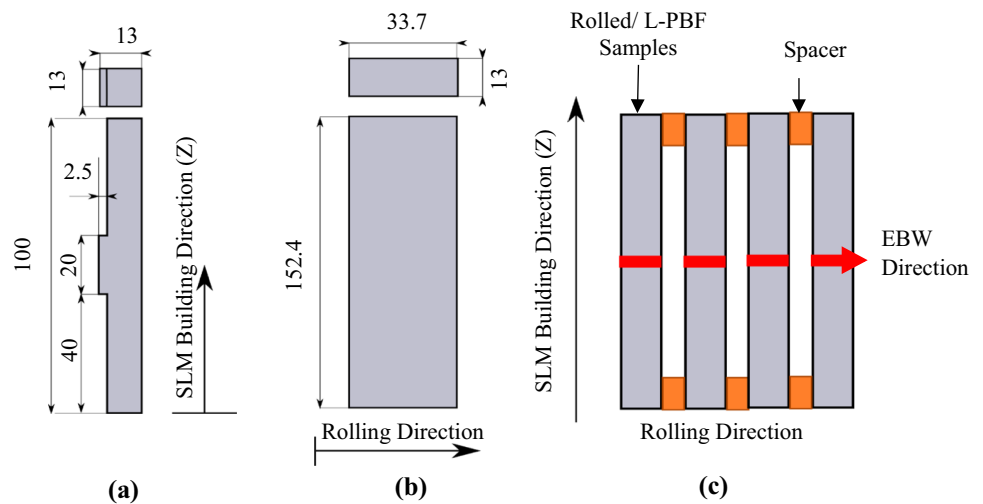 13
13
2.5
100
20
40
SLM Building Direction (Z)
(a)
33.7
13
152.4
Rolling Direction
(b)
Rolled/ L-PBF
Samples
Spacer
SLM Building Direction (Z)
EBW
Direction
Rolling Direction
(c)